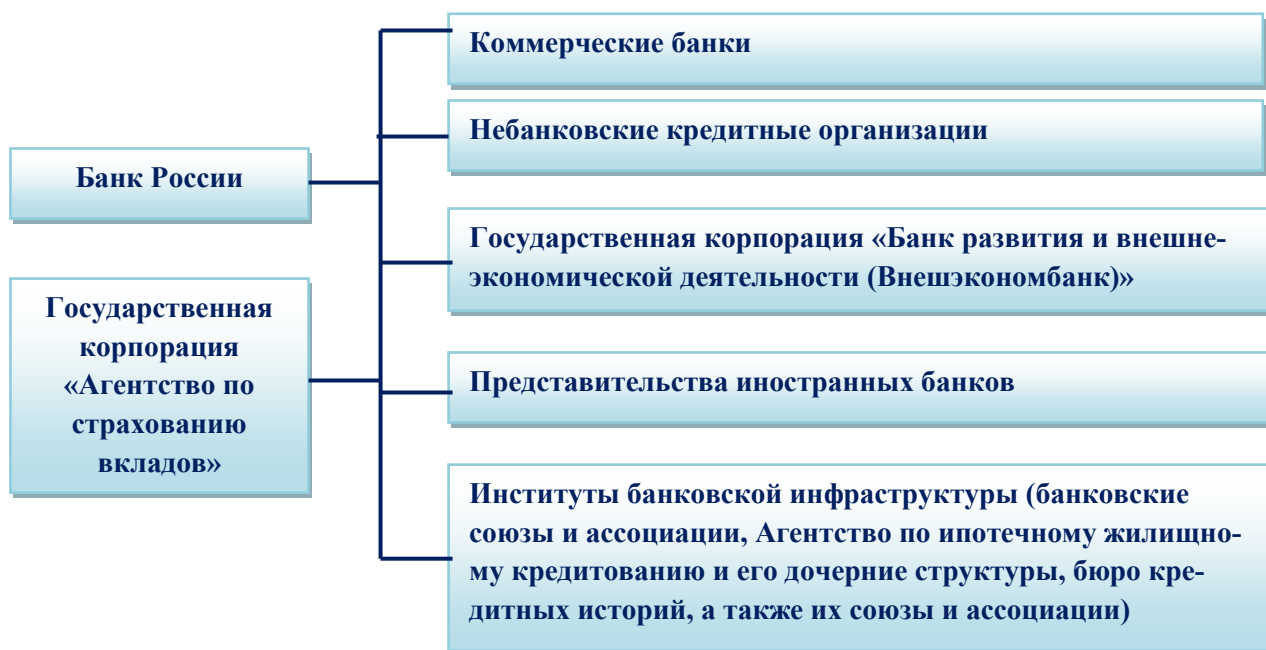 Банк России
Государственная
корпорация
«Агентство по
страхованию
вкладов»
Коммерческие банки
Небанковские кредитные организации
Государственная корпорация «Банк развития и внешне-
экономической деятельности (Внешэкономбанк)»
Представительства иностранных банков
Институты банковской инфраструктуры (банковские
союзы и ассоциации, Агентство по ипотечному жилищно-
му кредитованию и его дочерние структуры, бюро кре-
дитных историй, а также их союзы и ассоциации)